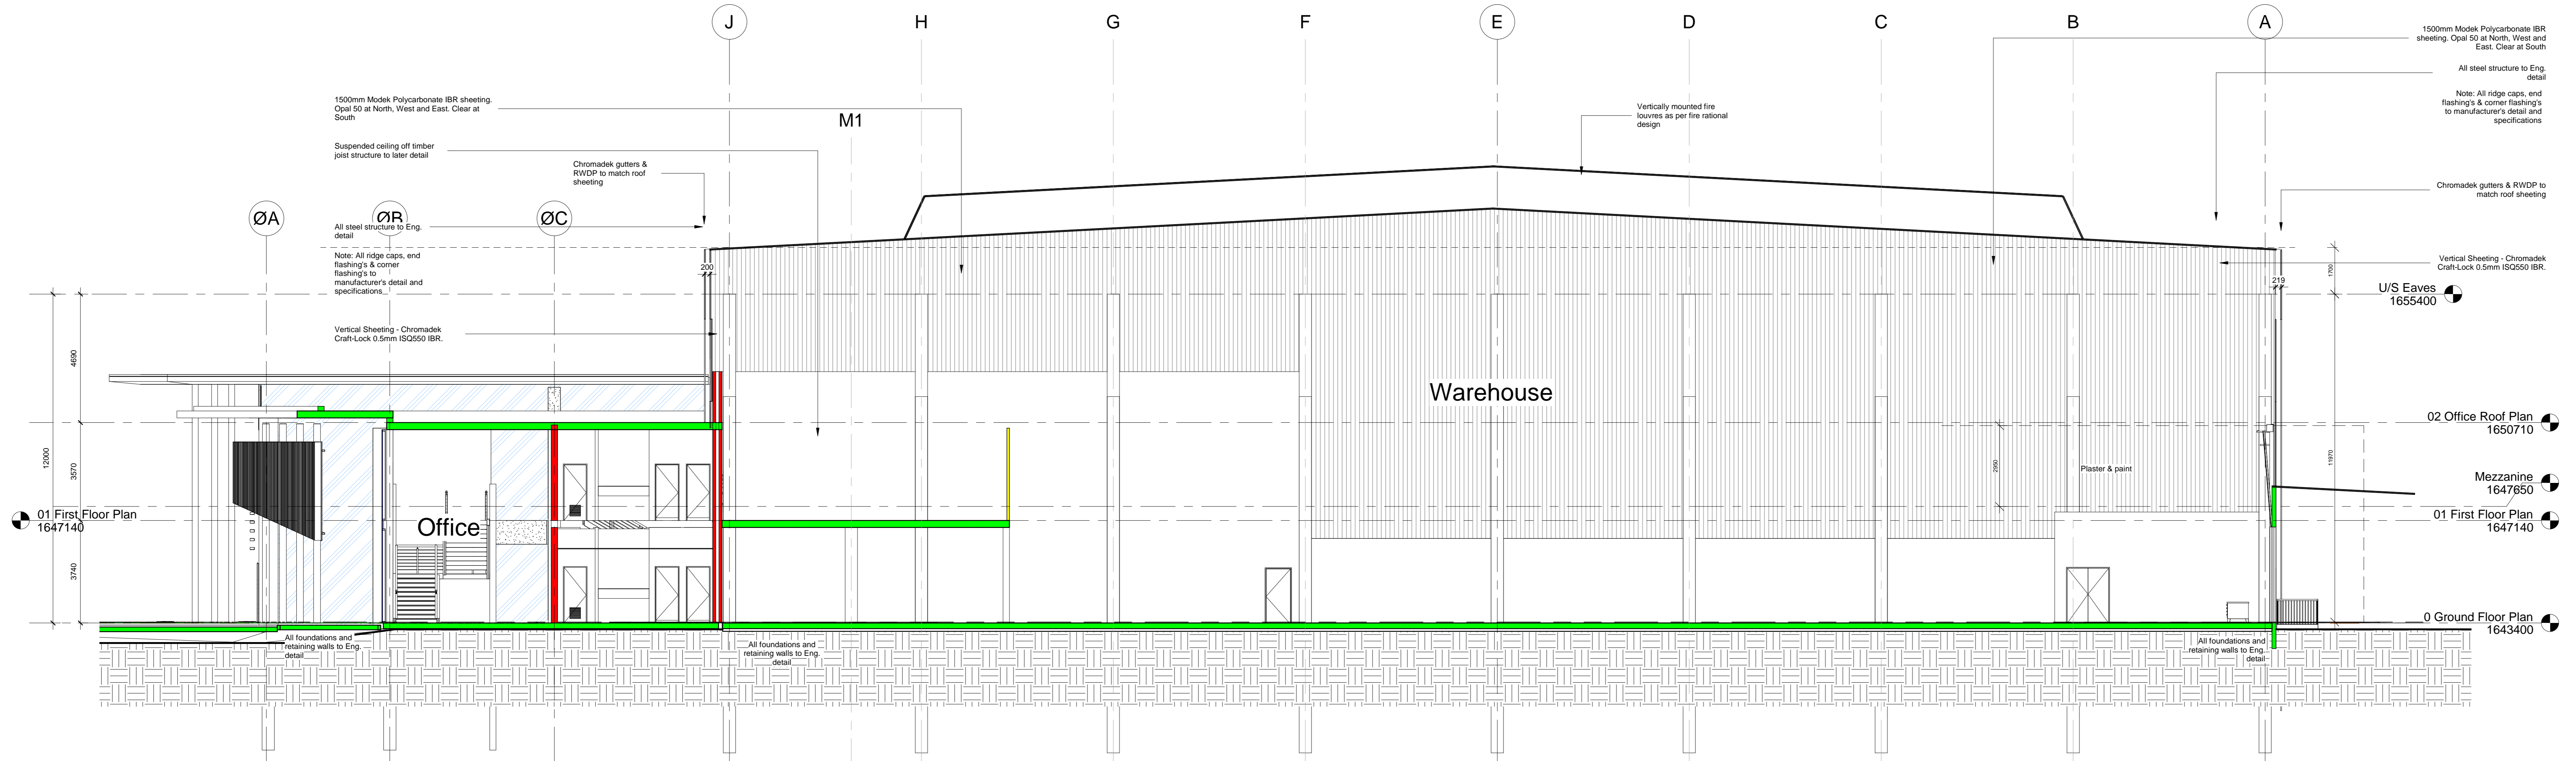 J
H
G
F
E
D
C
B
A
1500mm Modek Polycarbonate IBR
sheeting. Opal 50 at North, West and
East. Clear at South
All steel structure to Eng.
detail
Note: All ridge caps, end
flashing's & corner flashing's
to manufacturer's detail and
specifications
1500mm Modek Polycarbonate IBR sheeting.
Opal 50 at North, West and East. Clear at
South
M1
Vertically mounted fire
louvres as per fire rational
design
Suspended ceiling off timber
joist structure to later detail
Chromadek gutters &
RWDP to match roof
sheeting
Chromadek gutters & RWDP to
match roof sheeting
ØA
ØB
ØC
All steel structure to Eng.
detail
Note: All ridge caps, end
flashing's & corner
flashing's to
manufacturer's detail and
specifications
200
219
1700
Vertical Sheeting - Chromadek
Craft-Lock 0.5mm ISQ550 IBR.
U/S Eaves
1655400
Vertical Sheeting - Chromadek
Craft-Lock 0.5mm ISQ550 IBR.
4690
Warehouse
02 Office Roof Plan
1650710
12000
3570
2950
11970
Plaster & paint
Mezzanine
1647650
01 First Floor Plan
1647140
Office
01 First Floor Plan
1647140
3740
0 Ground Floor Plan
1643400
All foundations and
retaining walls to Eng.
detail
All foundations and
retaining walls to Eng.
detail
All foundations and
retaining walls to Eng.
detail